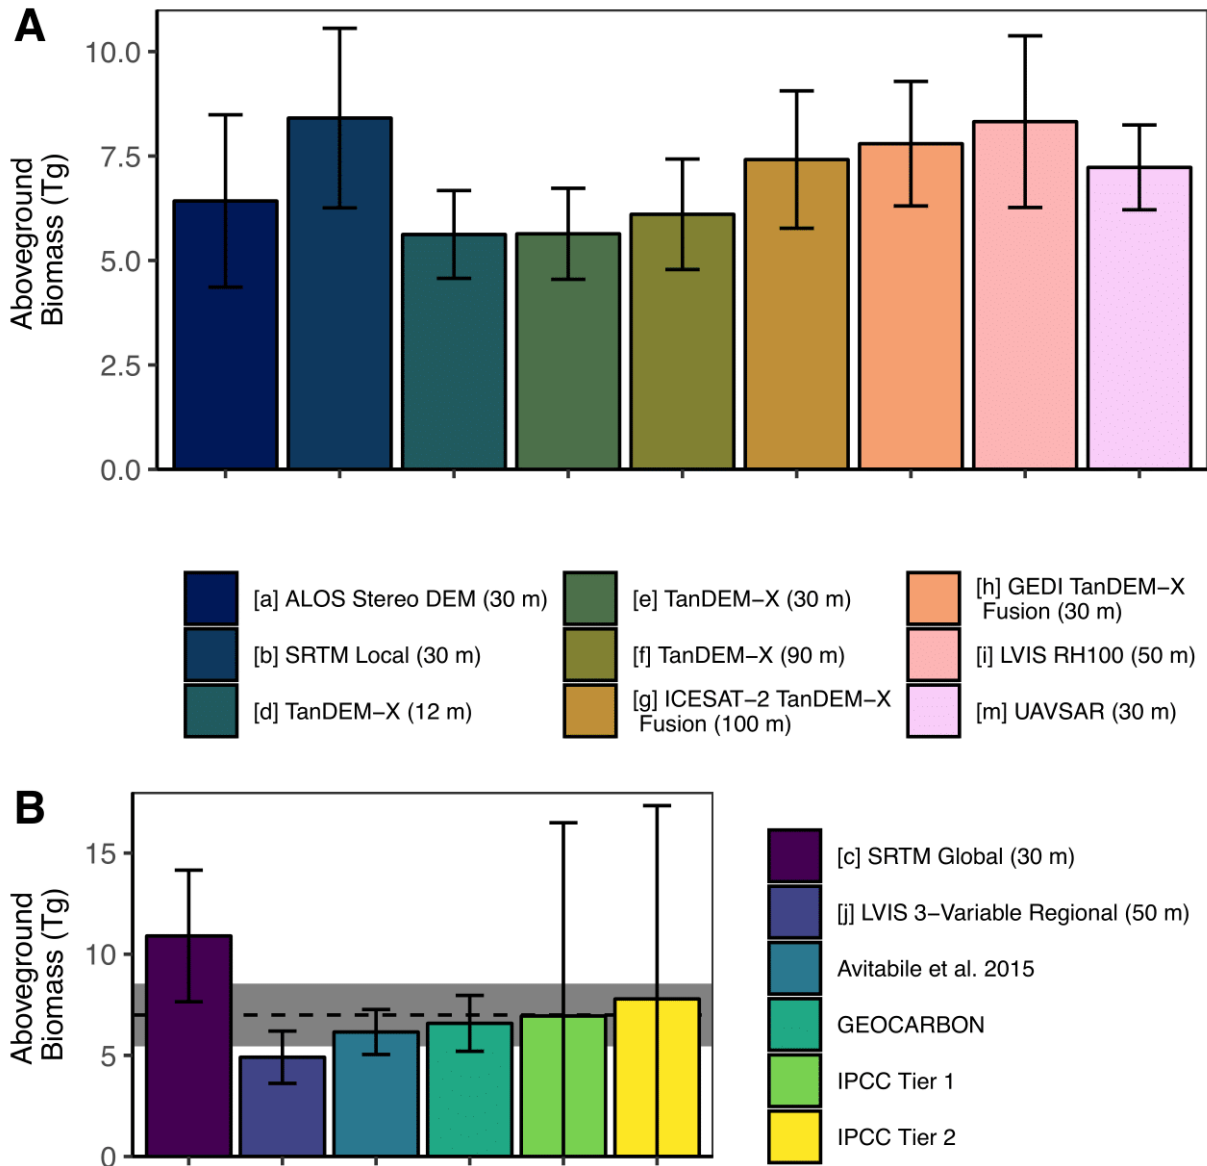 A
Aboveground
Biomass (Tg)
10.0
7.5
5.0
2.5
0.0
[a] ALOS Stereo DEM (30 m)
[b] SRTM Local (30 m)
[d] TanDEM−X (12 m)
[e] TanDEM−X (30 m)
[f] TanDEM−X (90 m)
[g] ICESAT−2 TanDEM−X
Fusion (100 m)
[h] GEDI TanDEM−X
Fusion (30 m)
[i] LVIS RH100 (50 m)
[m] UAVSAR (30 m)
B
Aboveground
Biomass (Tg)
15
10
5
0
[c] SRTM Global (30 m)
[j] LVIS 3−Variable Regional (50 m)
Avitabile et al. 2015
GEOCARBON
IPCC Tier 1
IPCC Tier 2